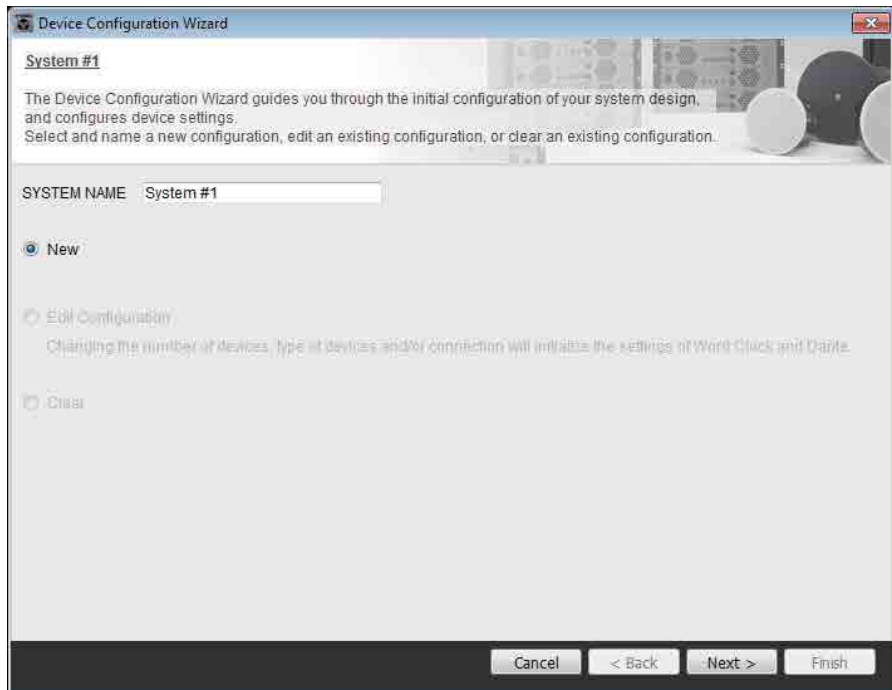 Device Configuration Wizard
System #1
The Device Configuration Wizard guides you through the initial configuration of your system design,
and configures device settings.
Select and name a new configuration, edit an existing configuration, or clear an existing configuration.
SYSTEM NAME System #1
New
Edit Configuration
Changing the number of devices, type of devices and/or connection will initialize the settings of Word Clock and Dante.
Clear
Cancel < Back Next > Finish